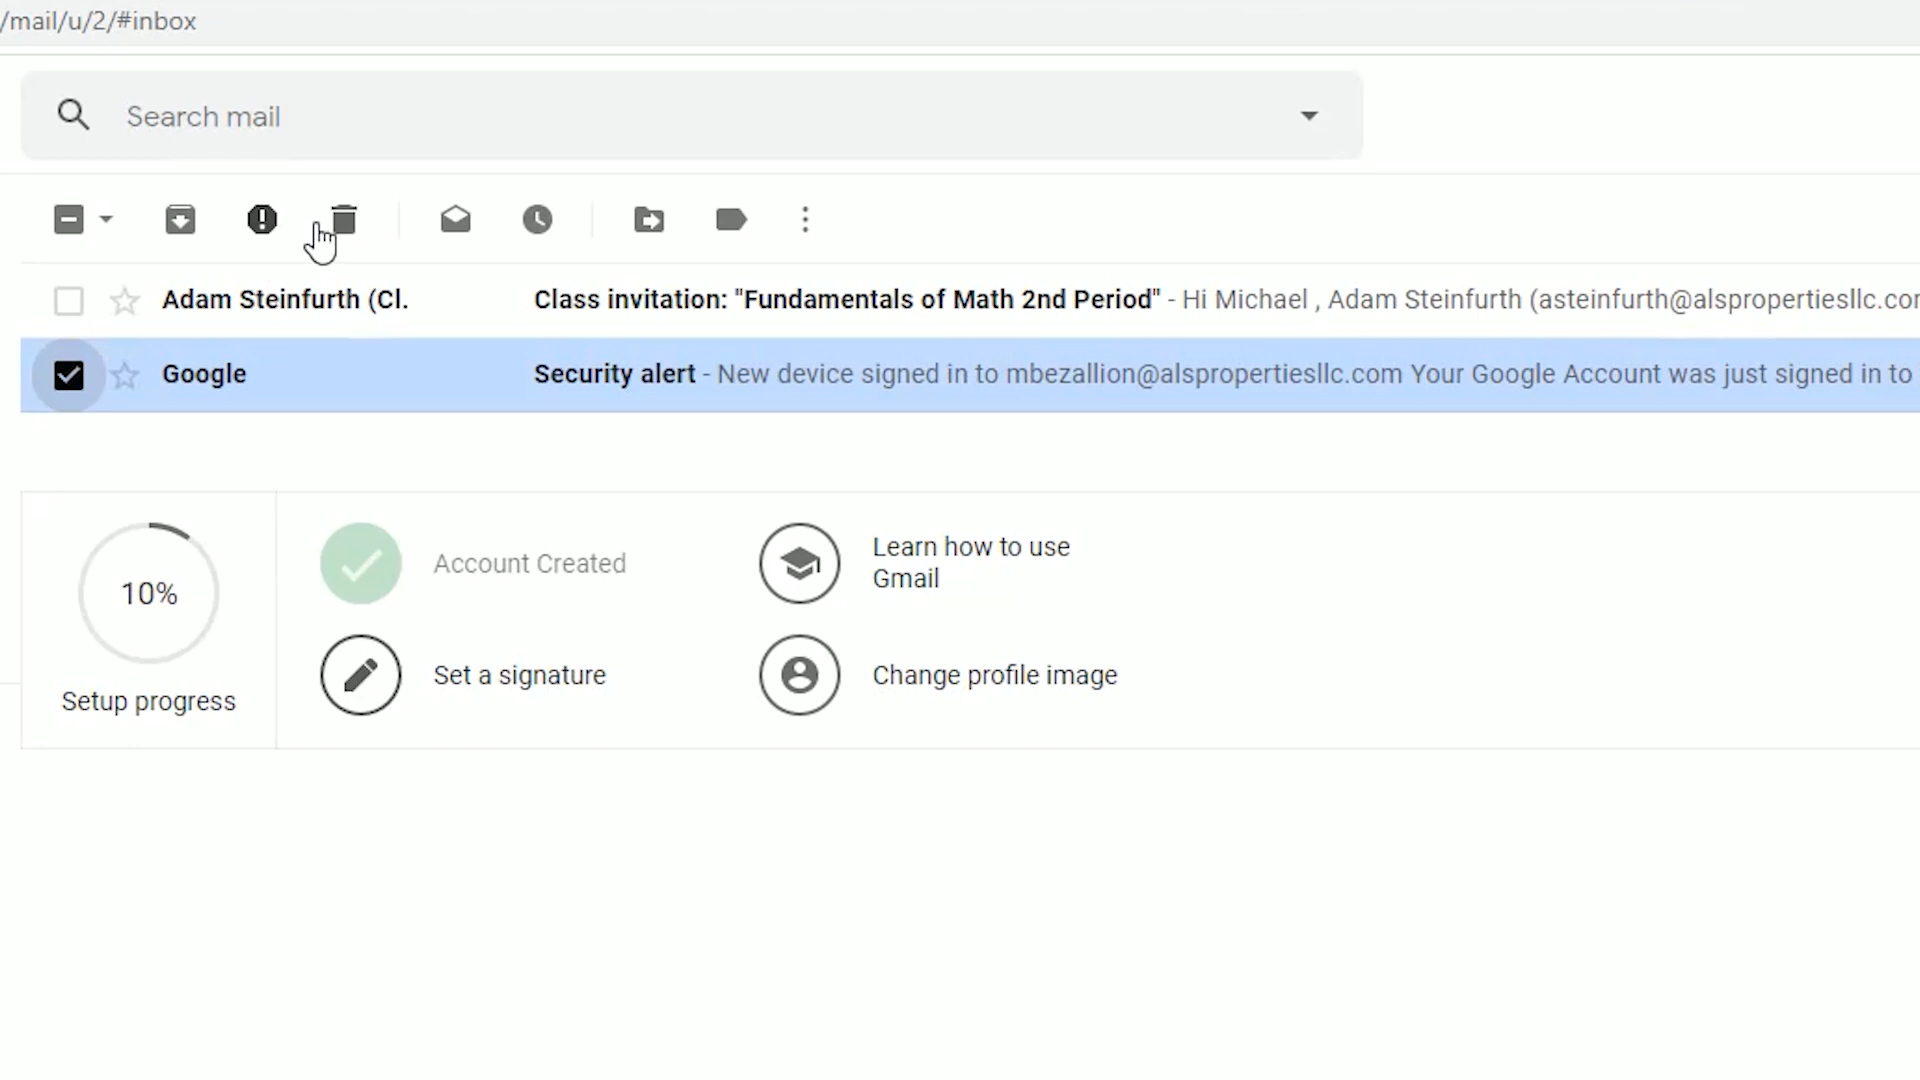 /mail/u/2/#inbox
Search mail
Adam Steinfurth (Cl. Class invitation: "Fundamentals of Math 2nd Period" - Hi Michael , Adam Steinfurth (asteinfurth@alspropertiesllc.cor
Google Security alert - New device signed in to mbezallion@alspropertiesllc.com Your Google Account was just signed in to
10%
Setup progress
Account Created
Learn how to use
Gmail
Set a signature
Change profile image